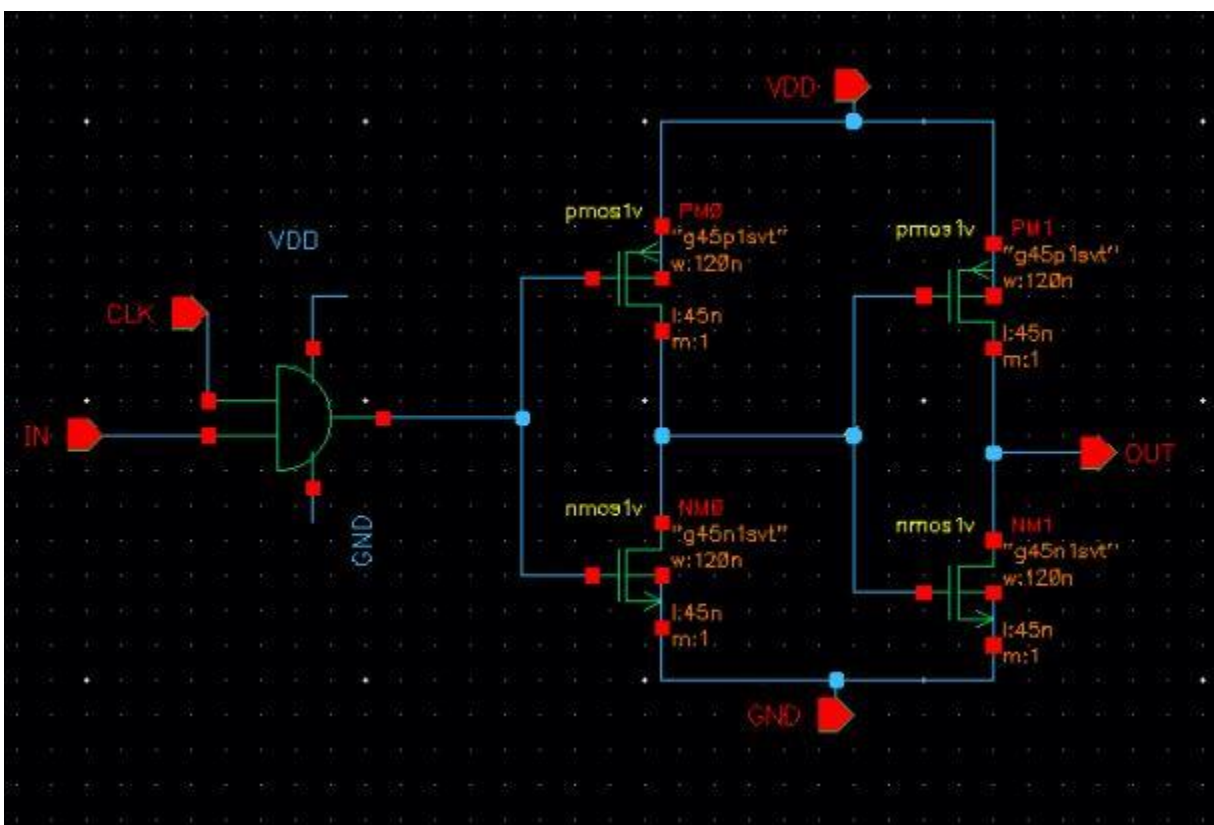 VDD
pmos1v
PM0
"g45p1svt"
w:120n
l:45n
m:1
pmos1v
PM1
"g45p1svt"
w:120n
l:45n
m:1
VDD
CLK
IN
GND
OUT
nmos1v
NM0
"g45n1svt"
w:120n
l:45n
m:1
nmos1v
NM1
"g45n1svt"
w:120n
l:45n
m:1
GND